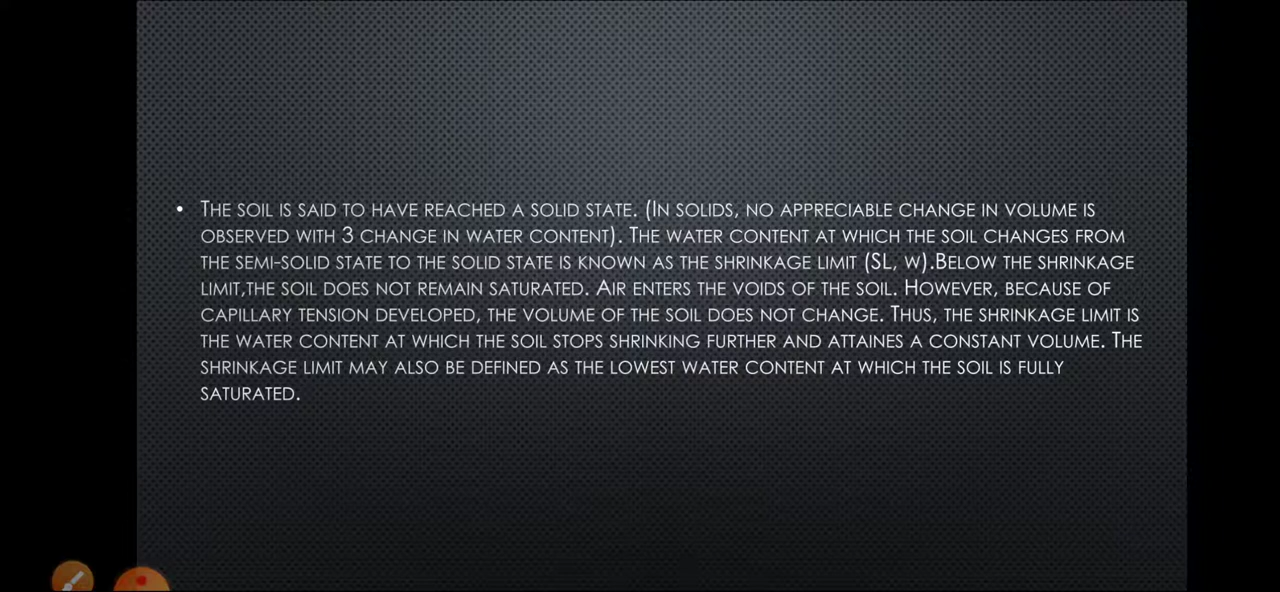 • The soil is said to have reached a solid state. (In solids, no appreciable change in volume is
observed with 3 change in water content). The water content at which the soil changes from
the semi-solid state to the solid state is known as the shrinkage limit (SL, w).Below the shrinkage
limit,the soil does not remain saturated. Air enters the voids of the soil. However, because of
capillary tension developed, the volume of the soil does not change. Thus, the shrinkage limit is
the water content at which the soil stops shrinking further and attaines a constant volume. The
shrinkage limit may also be defined as the lowest water content at which the soil is fully
saturated.